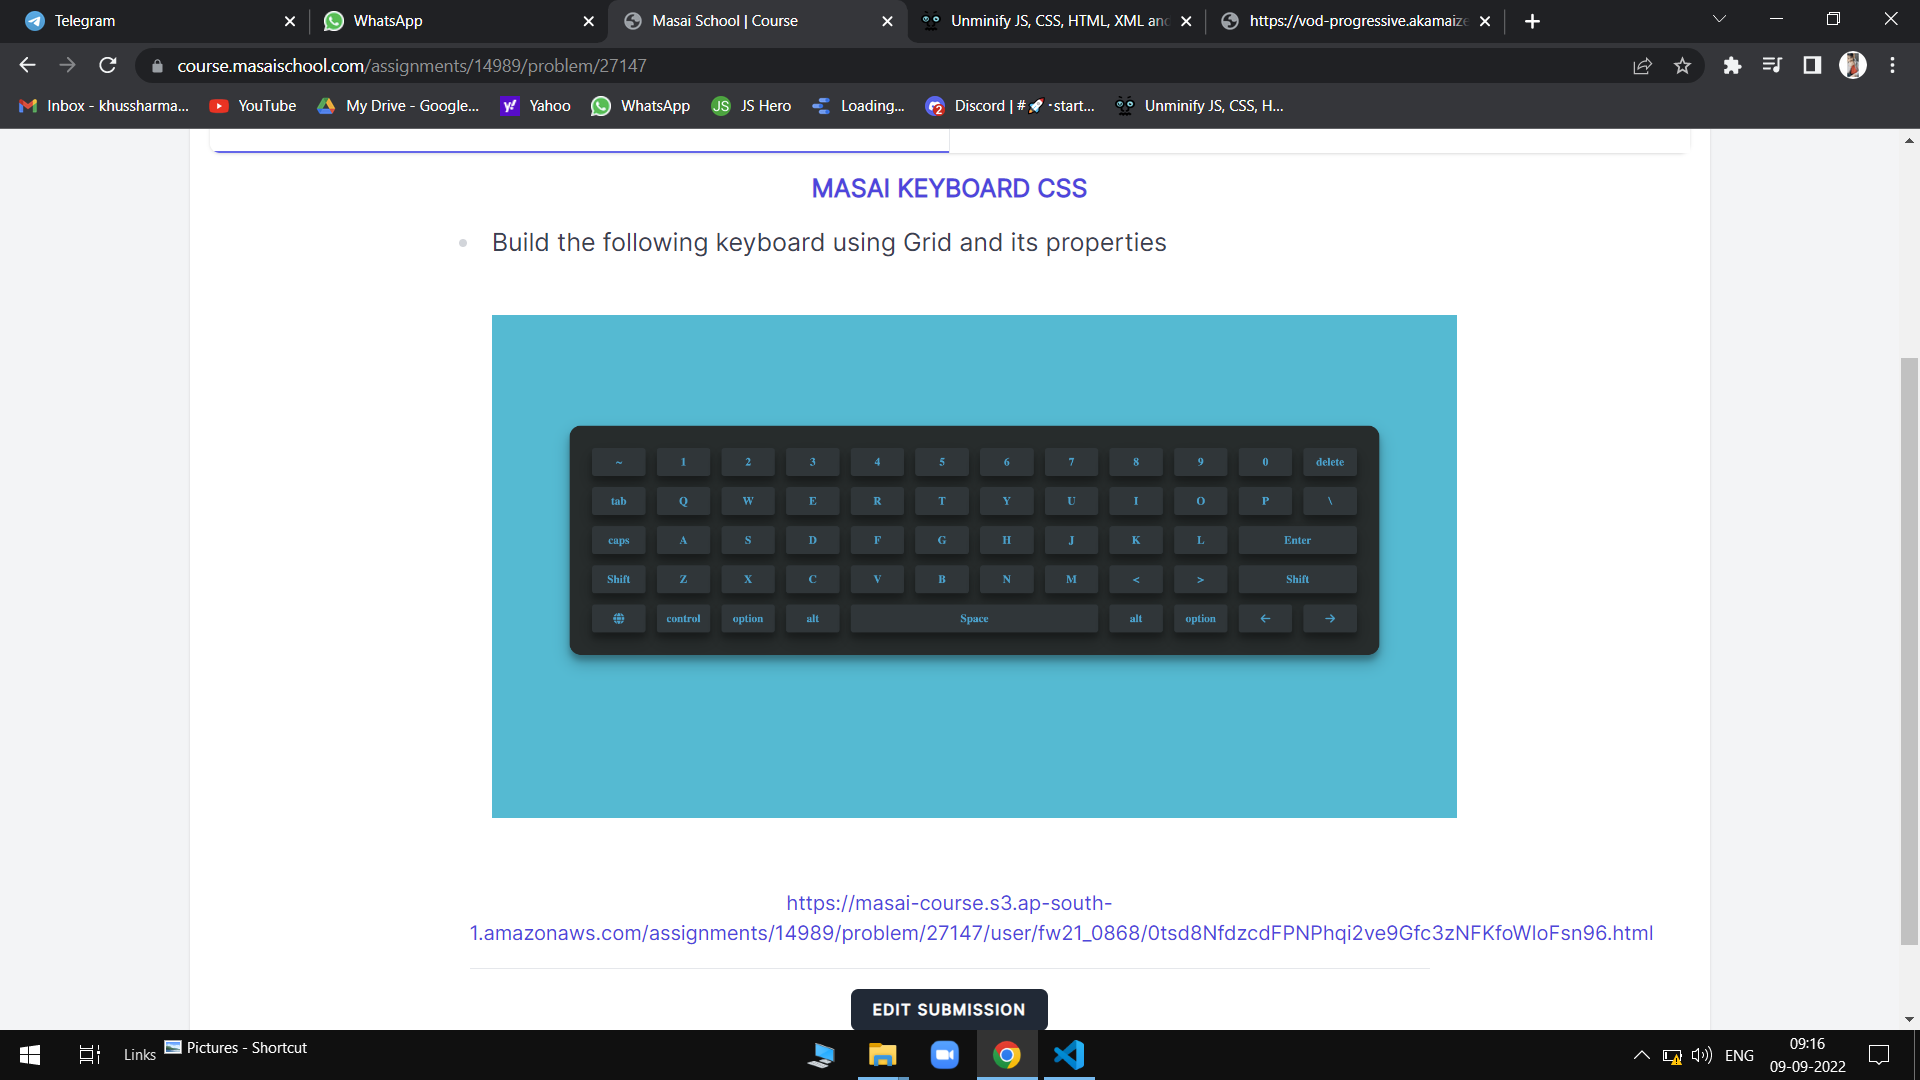 Telegram
WhatsApp
Masai School | Course
Unminify JS, CSS, HTML, XML and
https://vod-progressive.akamaize
course.masaischool.com/assignments/14989/problem/27147
Inbox - khussharma...
YouTube
My Drive - Google...
Yahoo
WhatsApp
JS JS Hero
Loading...
2 Discord | #🚀・start...
Unminify JS, CSS, H...
MASAI KEYBOARD CSS
Build the following keyboard using Grid and its properties
~ 1 2 3 4 5 6 7 8 9 0 delete
tab Q W E R T Y U I O P \
caps A S D F G H J K L Enter
Shift Z X C V B N M < > Shift
control option alt Space alt option ← →
https://masai-course.s3.ap-south-
1.amazonaws.com/assignments/14989/problem/27147/user/fw21_0868/0tsd8NfdzcdFPNPhqi2ve9Gfc3zNFKfoWloFsn96.html
EDIT SUBMISSION
Links
Pictures - Shortcut
ENG
09:16
09-09-2022